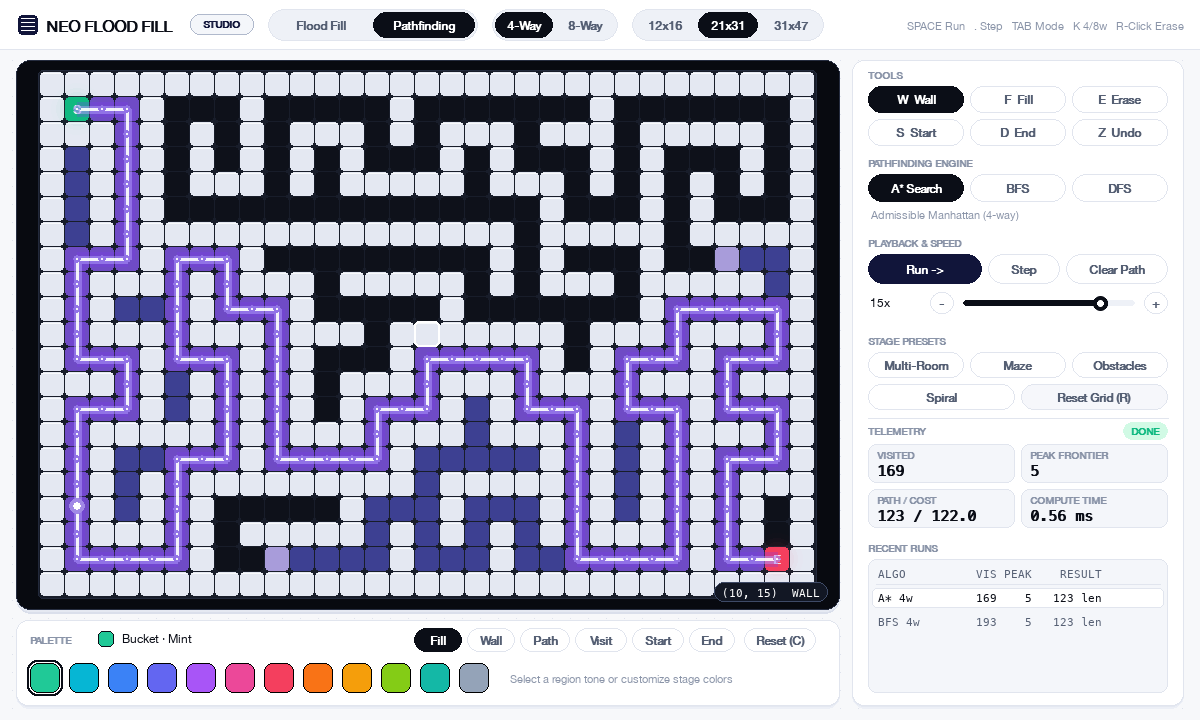 NEO FLOOD FILL STUDIO Flood Fill Pathfinding 4-Way 8-Way 12x16 21x31 31x47 SPACE Run . Step TAB Mode K 4/8w R-Click Erase
S
E
(10, 15) WALL
TOOLS
W Wall F Fill E Erase
S Start D End Z Undo
PATHFINDING ENGINE
A* Search BFS DFS
Admissible Manhattan (4-way)
PLAYBACK & SPEED
Run -> Step Clear Path
15x - +
STAGE PRESETS
Multi-Room Maze Obstacles
Spiral Reset Grid (R)
TELEMETRY DONE
VISITED PEAK FRONTIER
169 5
PATH / COST COMPUTE TIME
123 / 122.0 0.56 ms
RECENT RUNS
ALGO VIS PEAK RESULT
A* 4w 169 5 123 len
BFS 4w 193 5 123 len
PALETTE Bucket · Mint Fill Wall Path Visit Start End Reset (C)
Select a region tone or customize stage colors